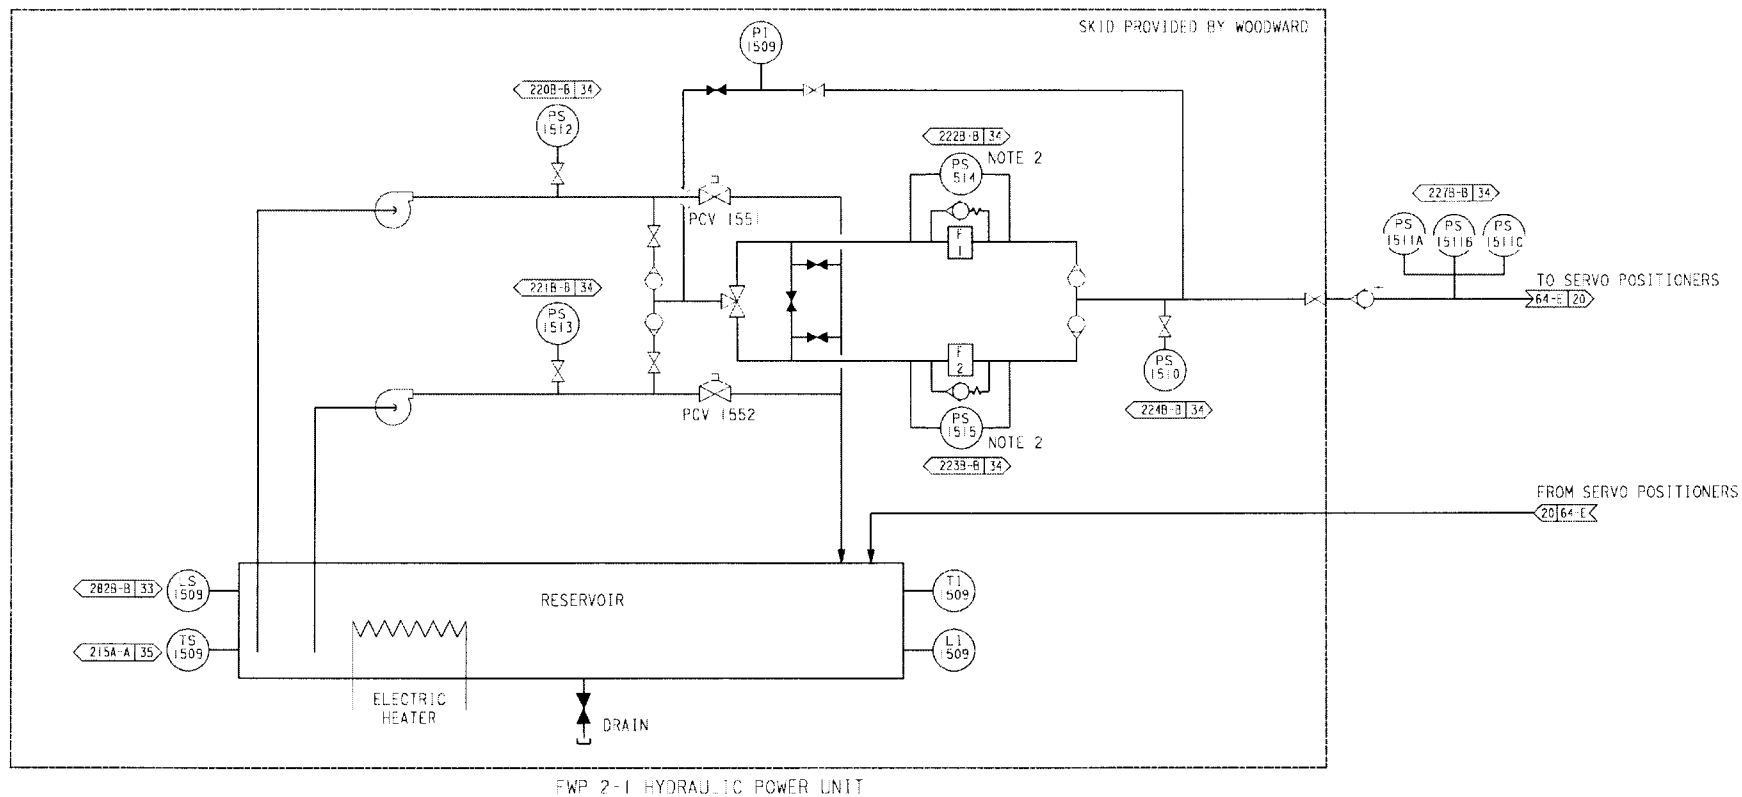 SKID PROVIDED BY WOODWARD
PI
1509
220B-B 34
PS
1512
222B-B 34
NOTE 2
PS
514
227B-B 34
PS
1511A
PS
1511B
PS
1511C
PCV 1551
F
1
TO SERVO POSITIONERS
64-E 20
221B-B 34
PS
1513
F
2
PS
1510
224B-B 34
PCV 1552
PS
1515
NOTE 2
223B-B 34
FROM SERVO POSITIONERS
20 64-E
282B-B 33
LS
1509
RESERVOIR
TI
1509
215A-A 35
TS
1509
LI
1509
ELECTRIC
HEATER
DRAIN
FWP 2-1 HYDRAULIC POWER UNIT